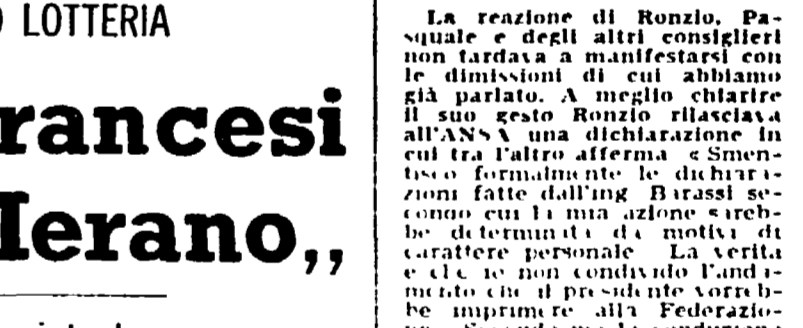 O LOTTERIA
rancesi
Merano,,
La reazione di Ronzio, Pa-
squale e degli altri consiglieri
non tardava a manifestarsi con
le dimissioni di cui abbiamo
già parlato. A meglio chiarire
il suo gesto Ronzio rilasciava
all'ANSA una dichiarazione in
cui tra l'altro afferma « Smen-
tisco formalmente le dichiara-
zioni fatte dall'ing Barassi se-
condo cui la mia azione sareb-
be determinata da motivi di
carattere personale La verita
e che io non condivido l'anda-
mento che il presidente vorreb-
be imprimere alla Federazio-